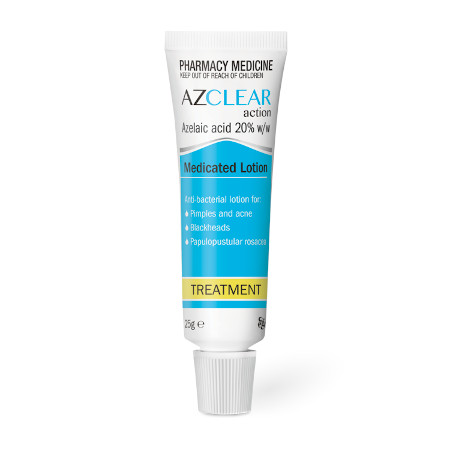 PHARMACY MEDICINE
KEEP OUT OF REACH OF CHILDREN
AZCLEAR
action
Azelaic acid 20% w/w
Medicated Lotion
Anti-bacterial lotion for:
Pimples and acne
Blackheads
Papulopustular rosacea
TREATMENT
25g e